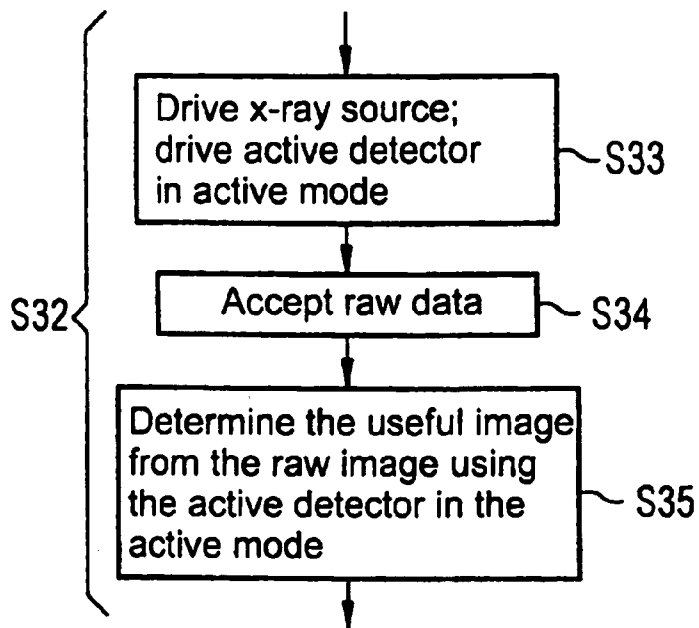 Drive x-ray source;
drive active detector
in active mode
S33
S32
Accept raw data
S34
Determine the useful image
from the raw image using
the active detector in the
active mode
S35